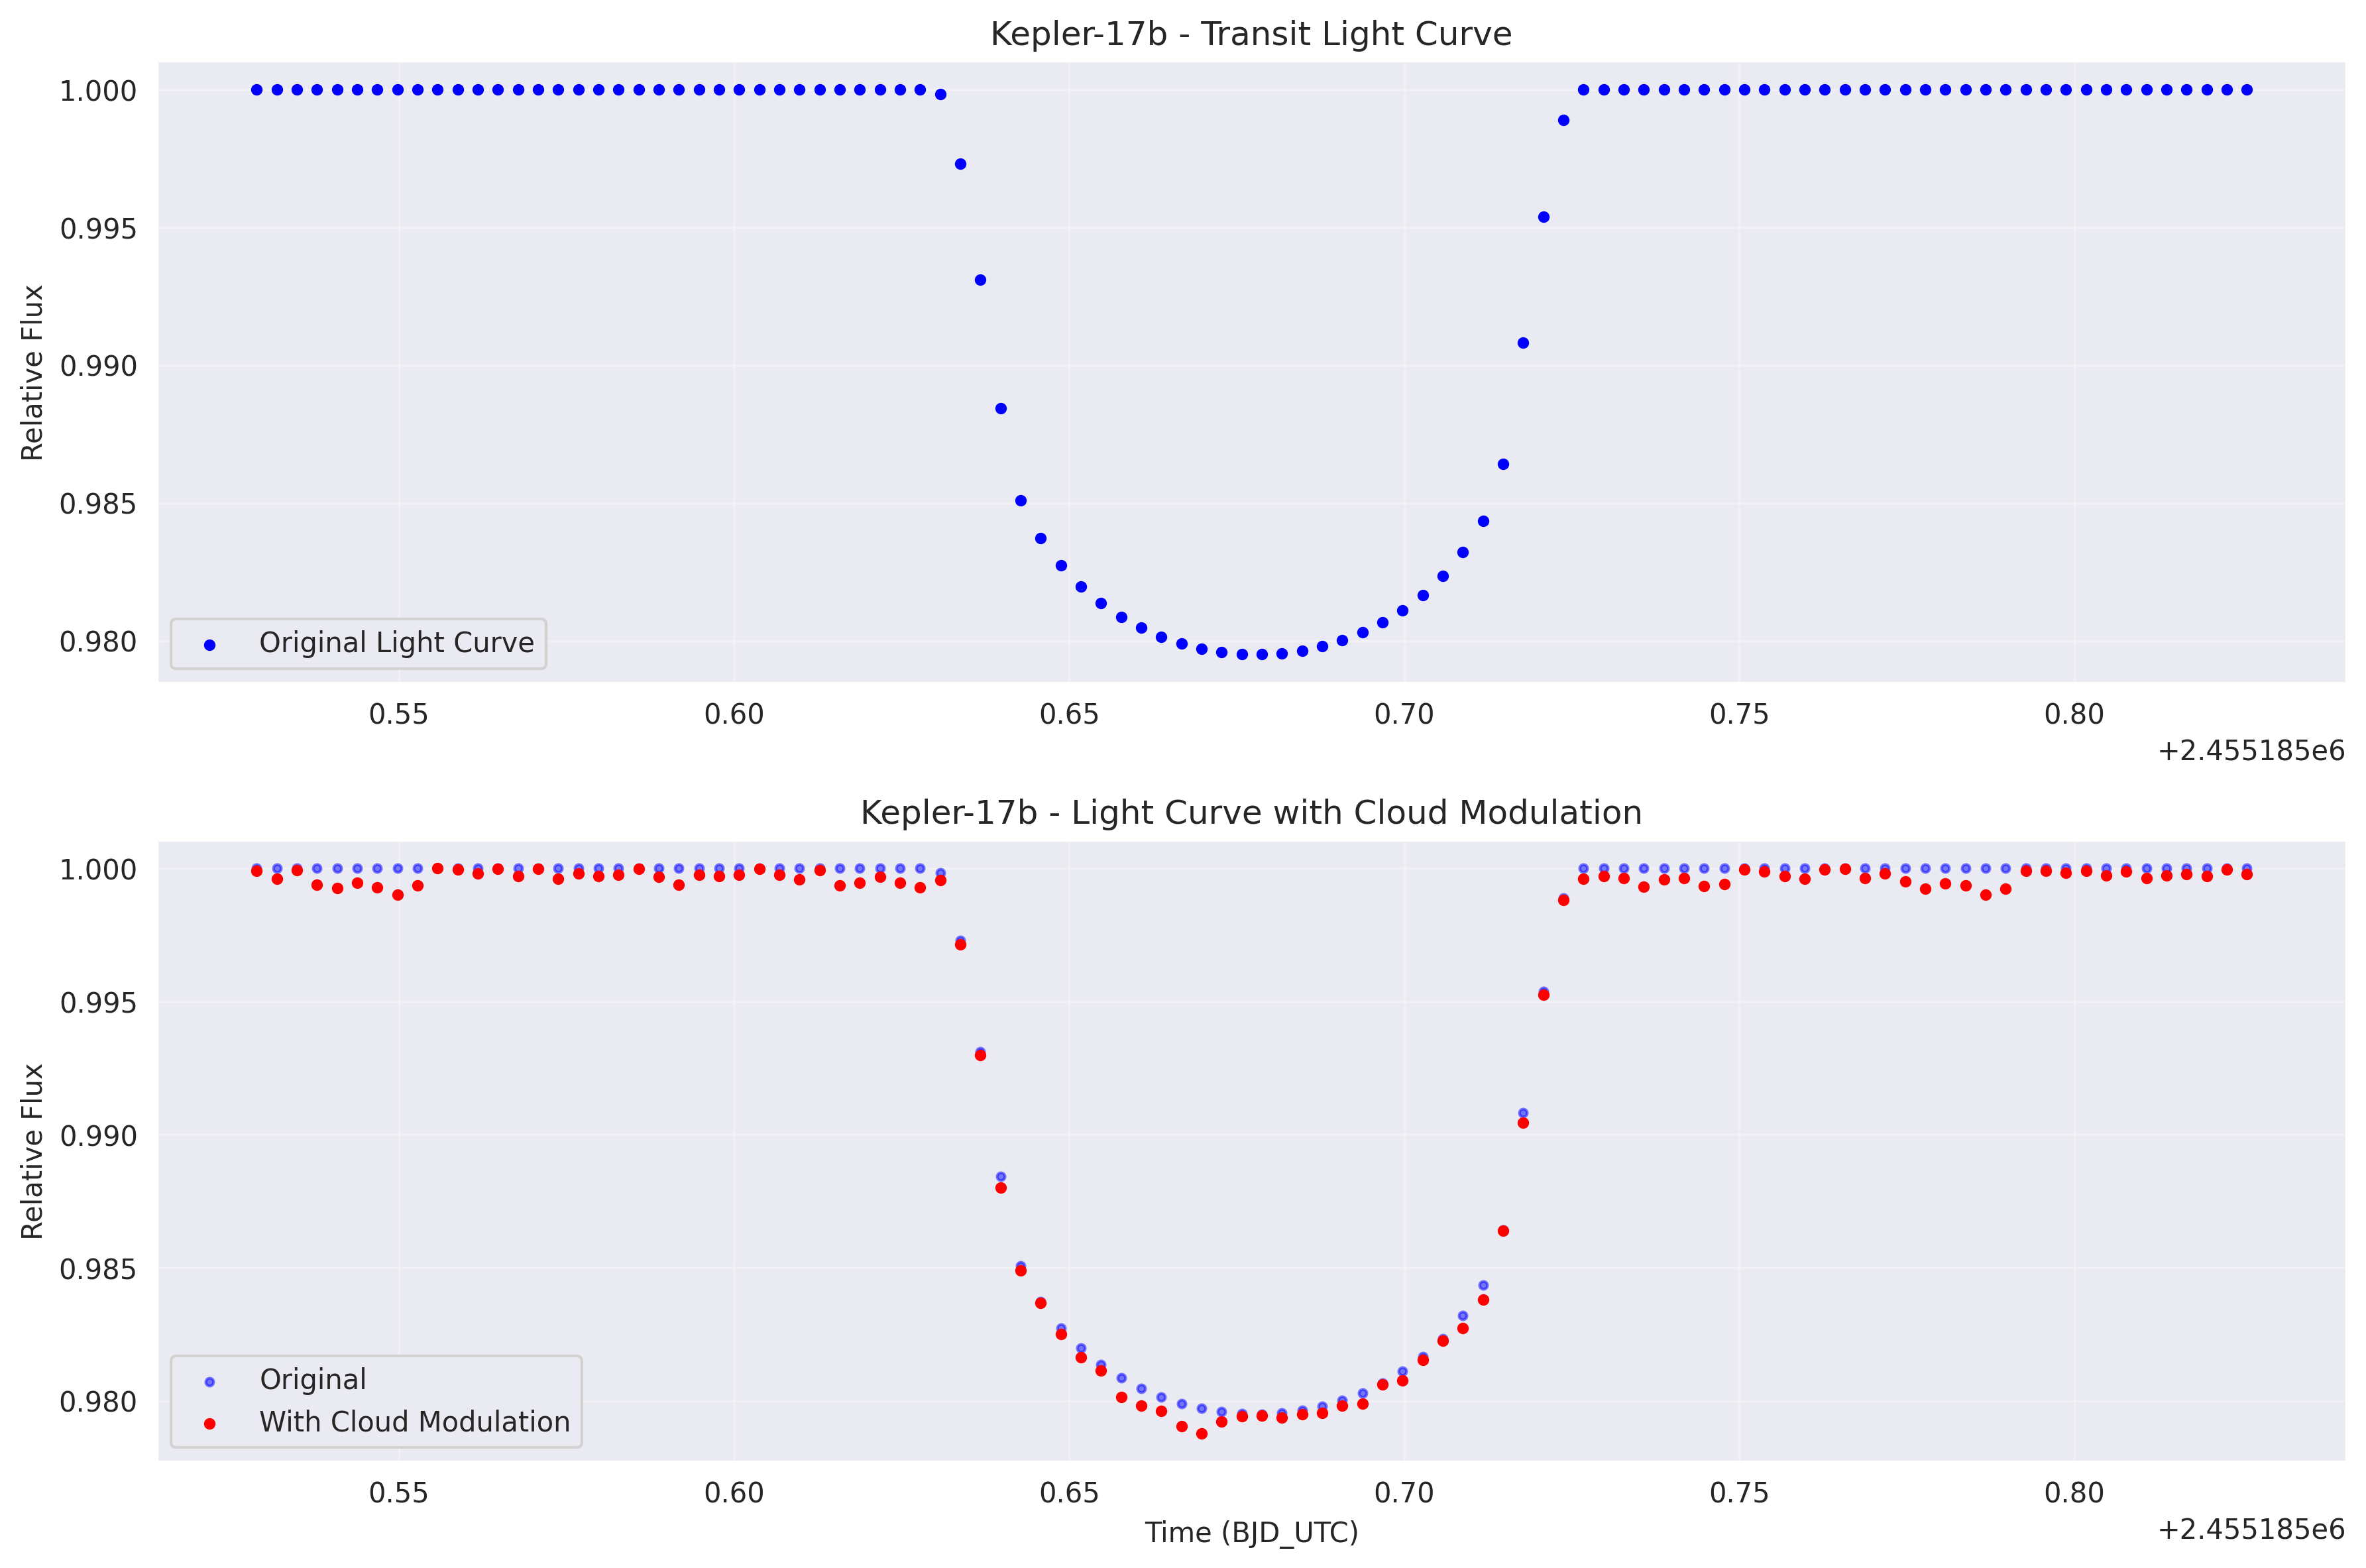 Kepler-17b - Transit Light Curve
Relative Flux
1.000
0.995
0.990
0.985
0.980
Original Light Curve
0.55 0.60 0.65 0.70 0.75 0.80
+2.455185e6
Kepler-17b - Light Curve with Cloud Modulation
Relative Flux
1.000
0.995
0.990
0.985
0.980
Original
With Cloud Modulation
0.55 0.60 0.65 0.70 0.75 0.80
Time (BJD_UTC)
+2.455185e6